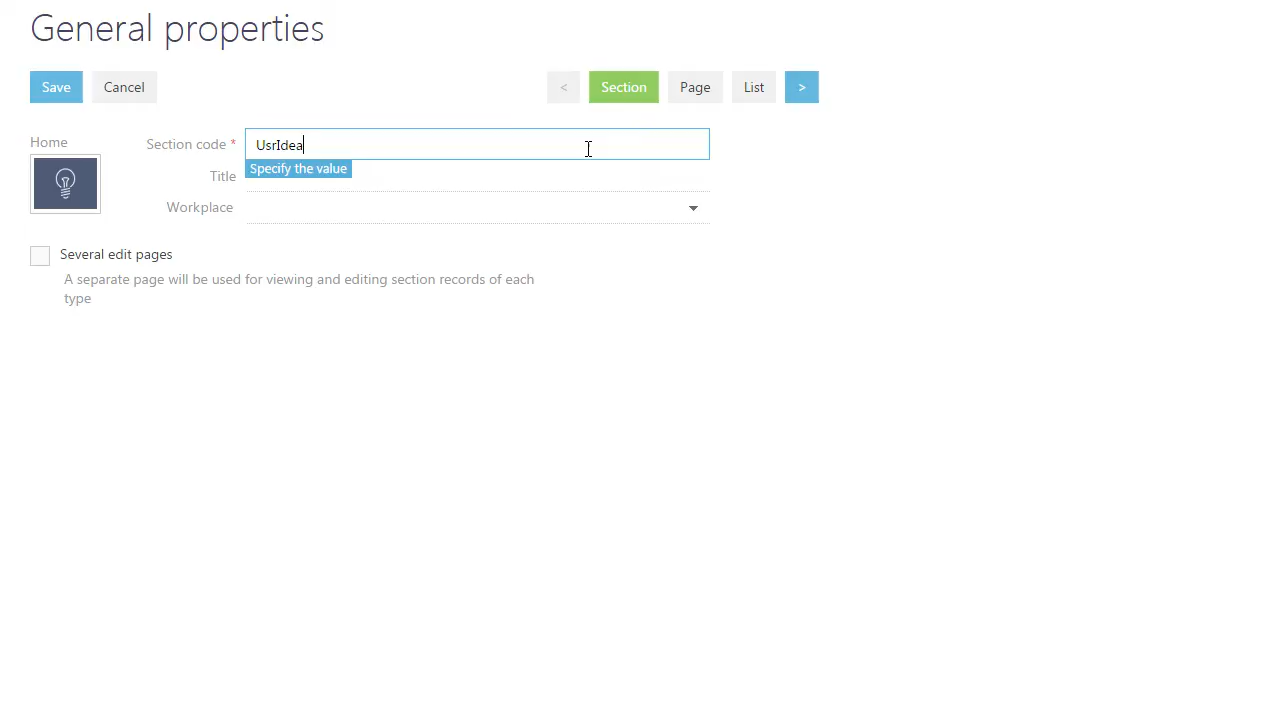 General properties
Save Cancel < Section Page List >
Home
Section code * UsrIdea
Specify the value
Title
Workplace
Several edit pages
A separate page will be used for viewing and editing section records of each
type